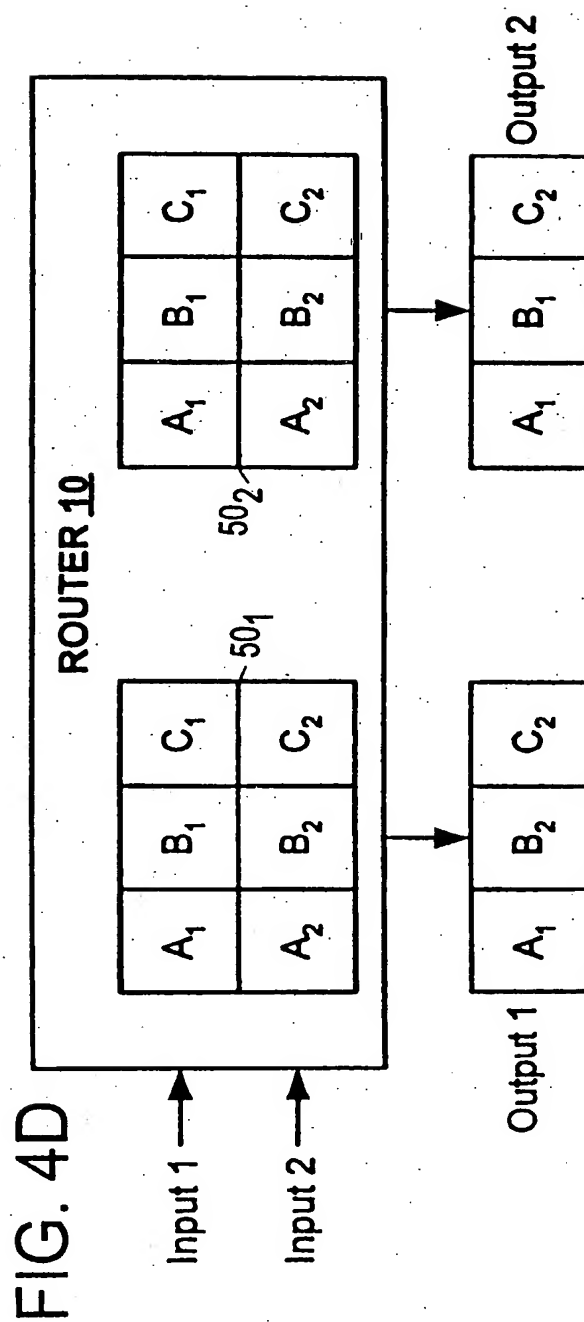 FIG. 4D
ROUTER 10
Input 1
Input 2
A₁ B₁ C₁
A₂ B₂ C₂
50₁
A₁ B₁ C₁
A₂ B₂ C₂
50₂
Output 1
A₁ B₂ C₂
A₁ B₁ C₂
Output 2